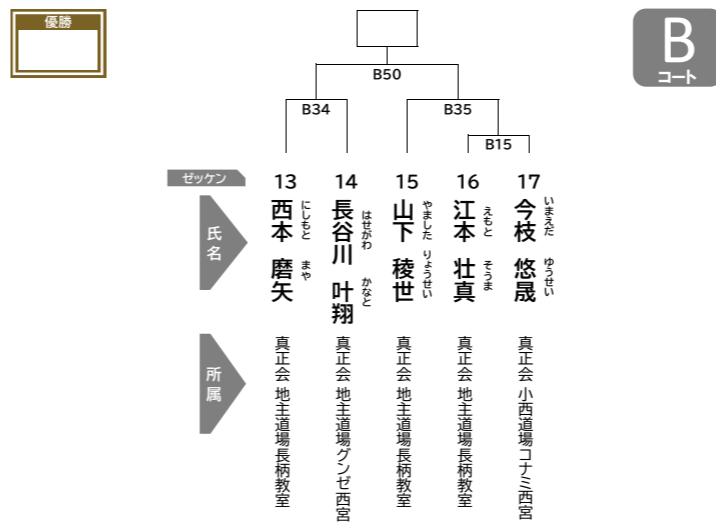 優勝
B
コート
B50
B34
B35
B15
ゼッケン
13
14
15
16
17
氏名
西本 磨矢
にしもと まや
長谷川 叶翔
はせがわ かなと
山下 稜世
やました りょうせい
江本 壮真
えもと そうま
今枝 悠晟
いまえだ ゆうせい
所属
真正会 地主道場長柄教室
真正会 地主道場グンゼ西宮
真正会 地主道場長柄教室
真正会 地主道場長柄教室
真正会 小西道場コナミ西宮